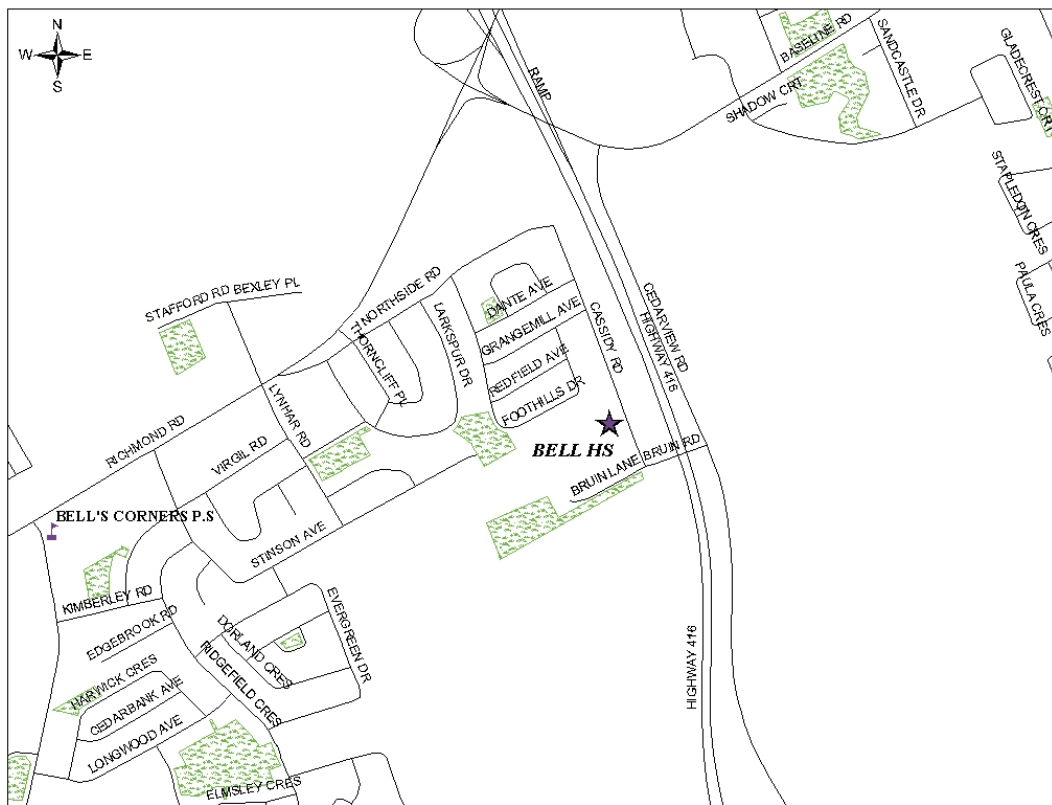 N
W E
S
RAMP
BASELINE RD
SANDCASTLE DR
GLADECREST CRT
SHADOW CRT
STAPLEDON CRES
PAULA CRES
STAFFORD RD BEXLEY PL
NORTHSIDE RD
DANTE AVE
CEDARVIEW RD
HIGHWAY 416
CASSIDY RD
LARKSPUR DR
GRANGEMILL AVE
THORNCLIFF PL
REDFIELD AVE
FOOTHILLS DR
LYNHAR RD
RICHMOND RD
VIRGIL RD
BELL HS
BRUIN LANE BRUIN RD
BELL'S CORNERS P.S
STINSON AVE
KIMBERLEY RD
EDGEBROOK RD
DORLAND CRES
EVERGREEN DR
HARWICK CRES
RIDGEFIELD CRES
CEDARBANK AVE
LONGWOOD AVE
HIGHWAY 416
ELMSLEY CRES